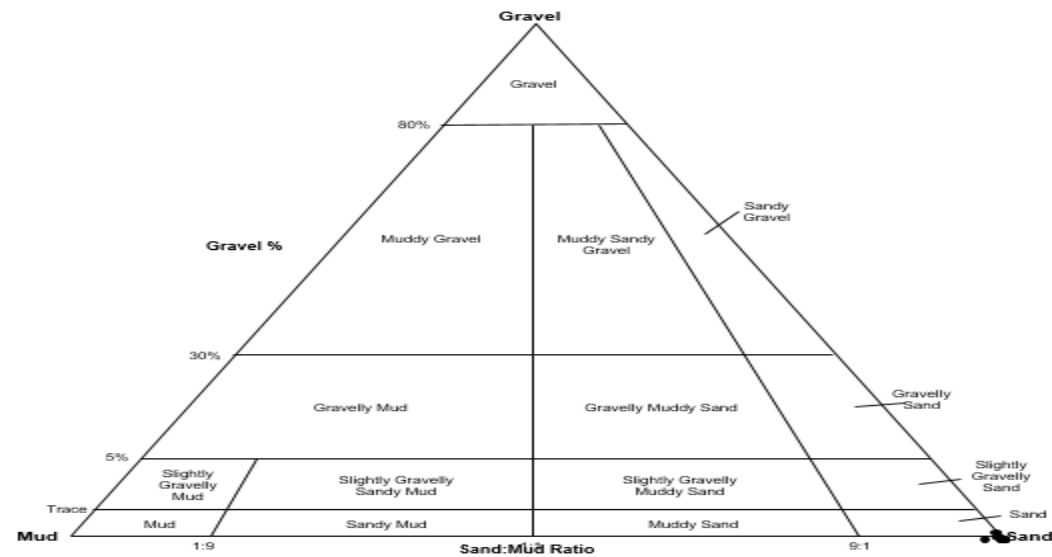 Gravel
Gravel
80%
Sandy
Gravel
Muddy Gravel
Muddy Sandy
Gravel
Gravel %
30%
Gravelly
Sand
Gravelly Mud
Gravelly Muddy Sand
5%
Slightly
Gravelly
Mud
Slightly Gravelly
Sandy Mud
Slightly Gravelly
Muddy Sand
Slightly
Gravelly
Sand
Trace
Mud
Sandy Mud
Muddy Sand
Sand
Mud
Sand
1:9
1:1
9:1
Sand:Mud Ratio